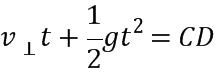 v⊥t + 1/2 gt² = CD